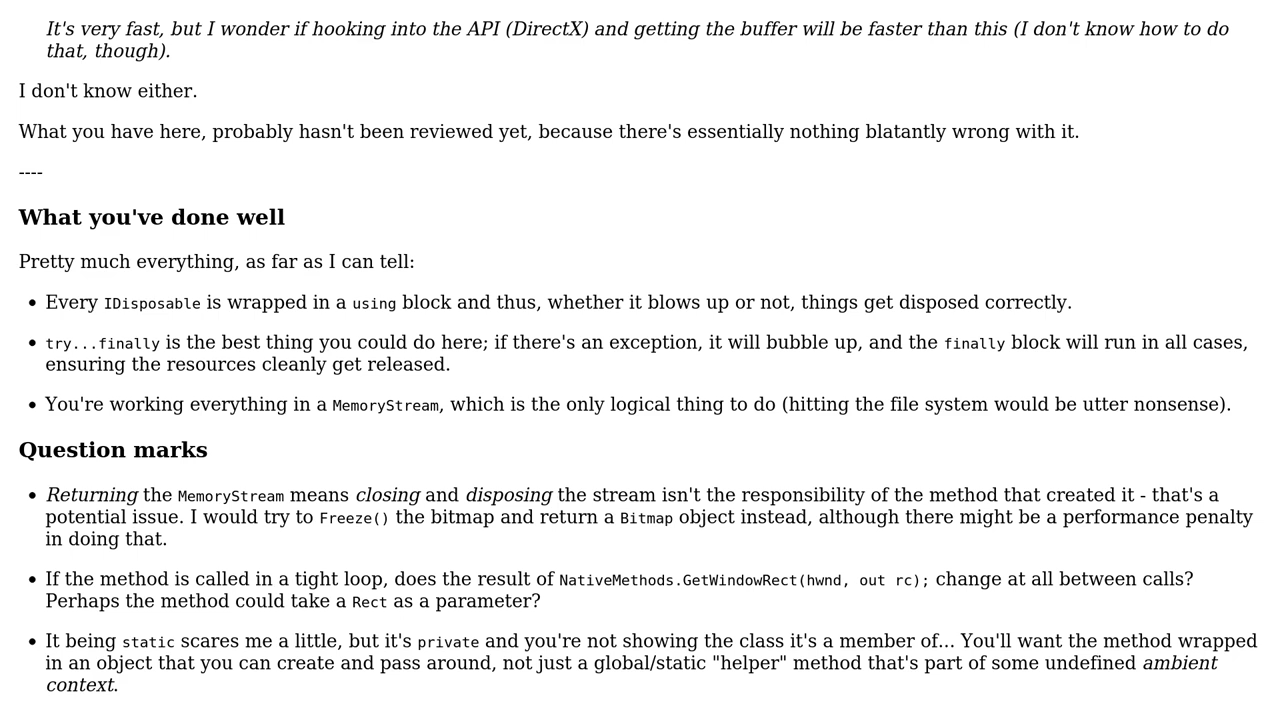 It's very fast, but I wonder if hooking into the API (DirectX) and getting the buffer will be faster than this (I don't know how to do
that, though).
I don't know either.
What you have here, probably hasn't been reviewed yet, because there's essentially nothing blatantly wrong with it.
----
What you've done well
Pretty much everything, as far as I can tell:
• Every IDisposable is wrapped in a using block and thus, whether it blows up or not, things get disposed correctly.
• try...finally is the best thing you could do here; if there's an exception, it will bubble up, and the finally block will run in all cases,
ensuring the resources cleanly get released.
• You're working everything in a MemoryStream, which is the only logical thing to do (hitting the file system would be utter nonsense).
Question marks
• Returning the MemoryStream means closing and disposing the stream isn't the responsibility of the method that created it - that's a
potential issue. I would try to Freeze() the bitmap and return a Bitmap object instead, although there might be a performance penalty
in doing that.
• If the method is called in a tight loop, does the result of NativeMethods.GetWindowRect(hwnd, out rc); change at all between calls?
Perhaps the method could take a Rect as a parameter?
• It being static scares me a little, but it's private and you're not showing the class it's a member of... You'll want the method wrapped
in an object that you can create and pass around, not just a global/static "helper" method that's part of some undefined ambient
context.